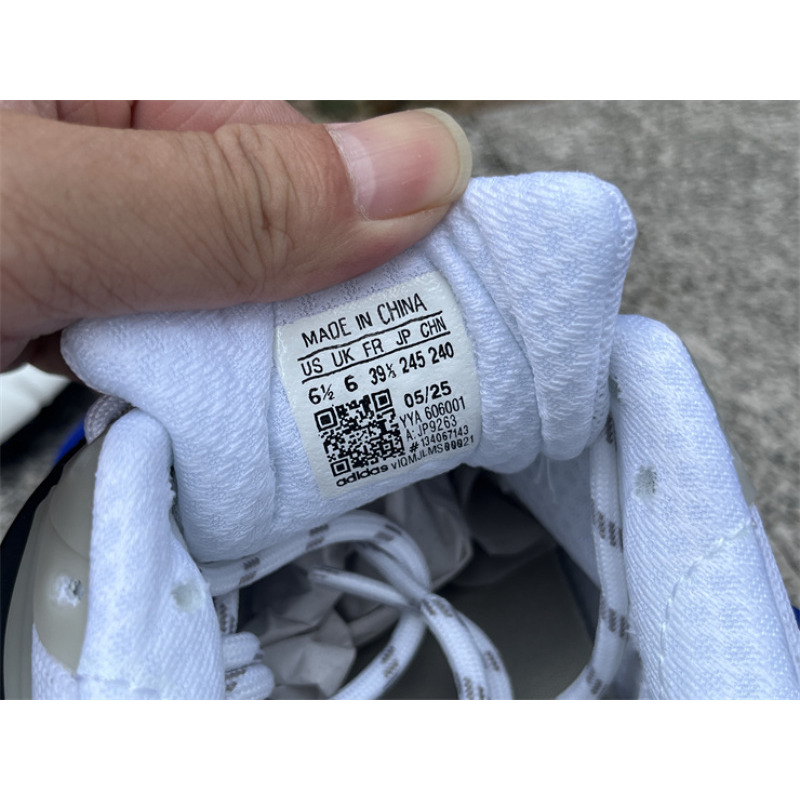 MADE IN CHINA
US UK FR JP CHN
6½ 6 39⅓ 245 240
05/25
YYA 606001
A: JP9263
#134067143
adidas vIQMJLMS00021